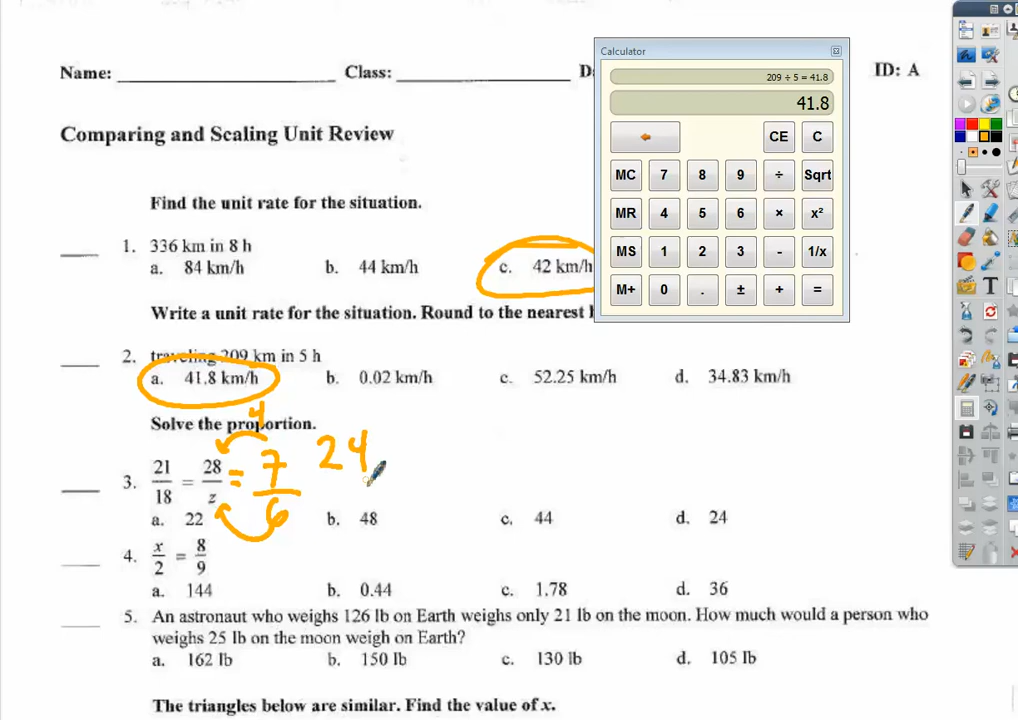 Calculator
209 ÷ 5 = 41.8
41.8
CE C
MC 7 8 9 ÷ Sqrt
MR 4 5 6 × x²
MS 1 2 3 - 1/x
M+ 0 . ± + =
Name: Class: D: ID: A
Comparing and Scaling Unit Review
Find the unit rate for the situation.
1. 336 km in 8 h
a. 84 km/h b. 44 km/h c. 42 km/h
Write a unit rate for the situation. Round to the nearest
2. traveling 209 km in 5 h
a. 41.8 km/h b. 0.02 km/h c. 52.25 km/h d. 34.83 km/h
4
Solve the proportion.
3. 21/18 = 28/z = 7/6 24
a. 22 b. 48 c. 44 d. 24
4. x/2 = 8/9
a. 144 b. 0.44 c. 1.78 d. 36
5. An astronaut who weighs 126 lb on Earth weighs only 21 lb on the moon. How much would a person who
weighs 25 lb on the moon weigh on Earth?
a. 162 lb b. 150 lb c. 130 lb d. 105 lb
The triangles below are similar. Find the value of x.